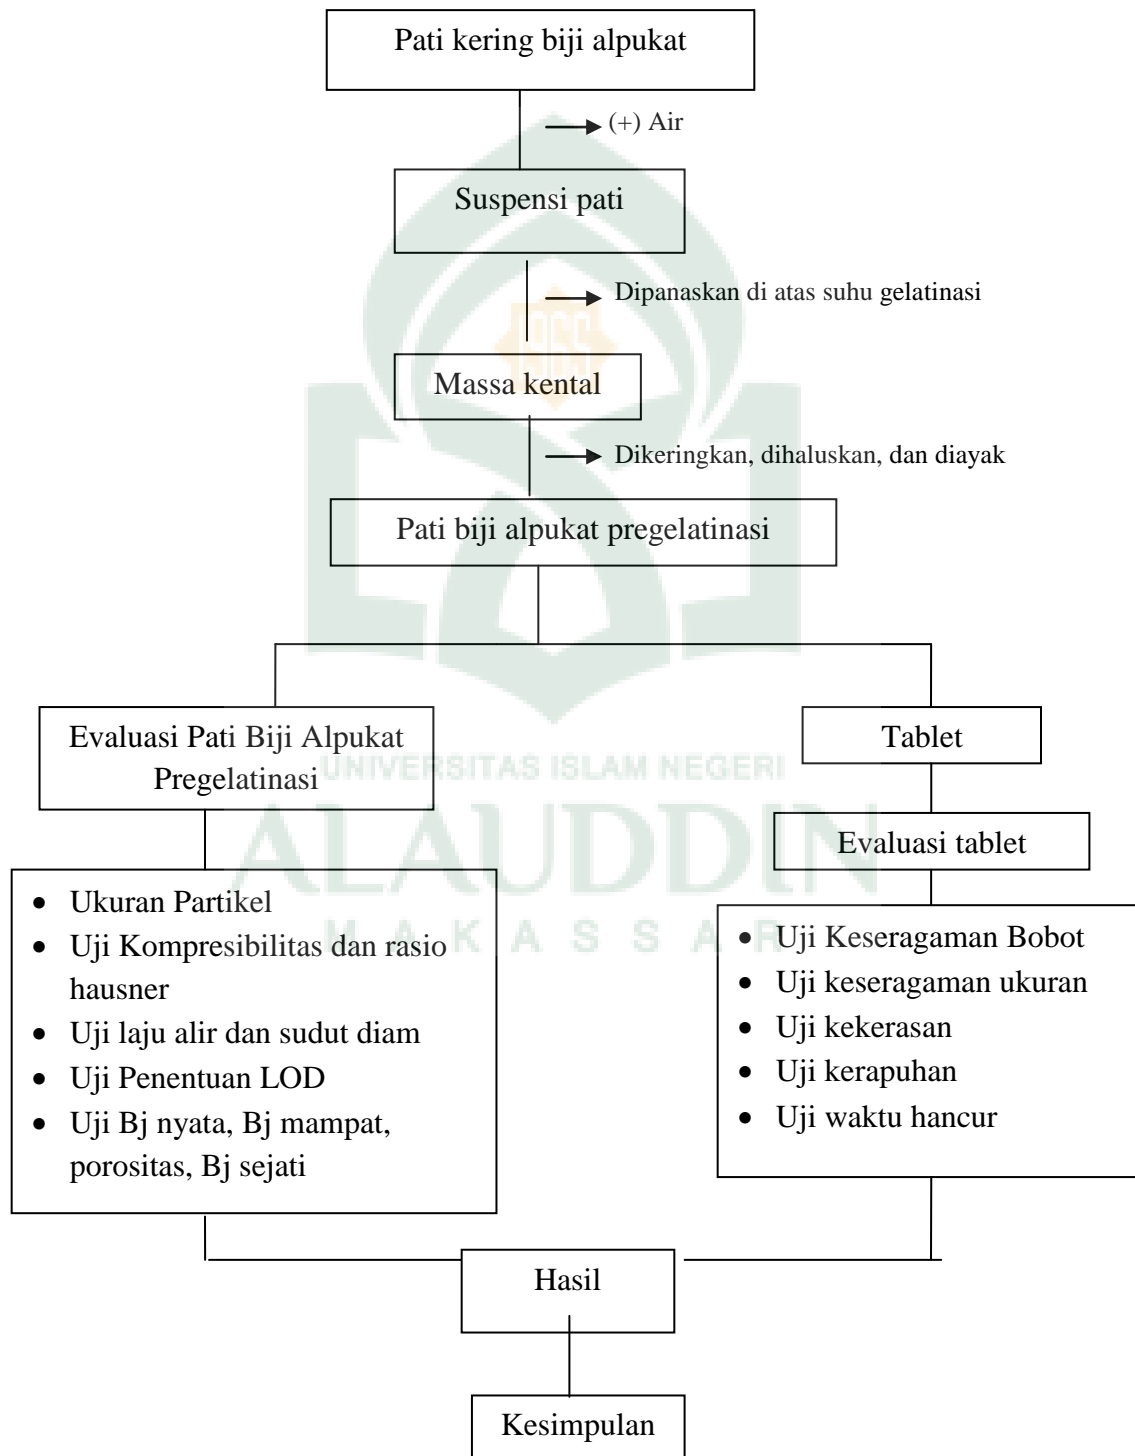 Pati kering biji alpukat
(+) Air
Suspensi pati
Dipanaskan di atas suhu gelatinasi
1965
Massa kental
Dikeringkan, dihaluskan, dan diayak
Pati biji alpukat pregelatinasi
Evaluasi Pati Biji Alpukat
Pregelatinasi
Tablet
UNIVERSITAS ISLAM NEGERI
ALAUDDIN
MAKASSAR
Evaluasi tablet
• Ukuran Partikel
• Uji Kompresibilitas dan rasio
hausner
• Uji laju alir dan sudut diam
• Uji Penentuan LOD
• Uji Bj nyata, Bj mampat,
porositas, Bj sejati
• Uji Keseragaman Bobot
• Uji keseragaman ukuran
• Uji kekerasan
• Uji kerapuhan
• Uji waktu hancur
Hasil
Kesimpulan